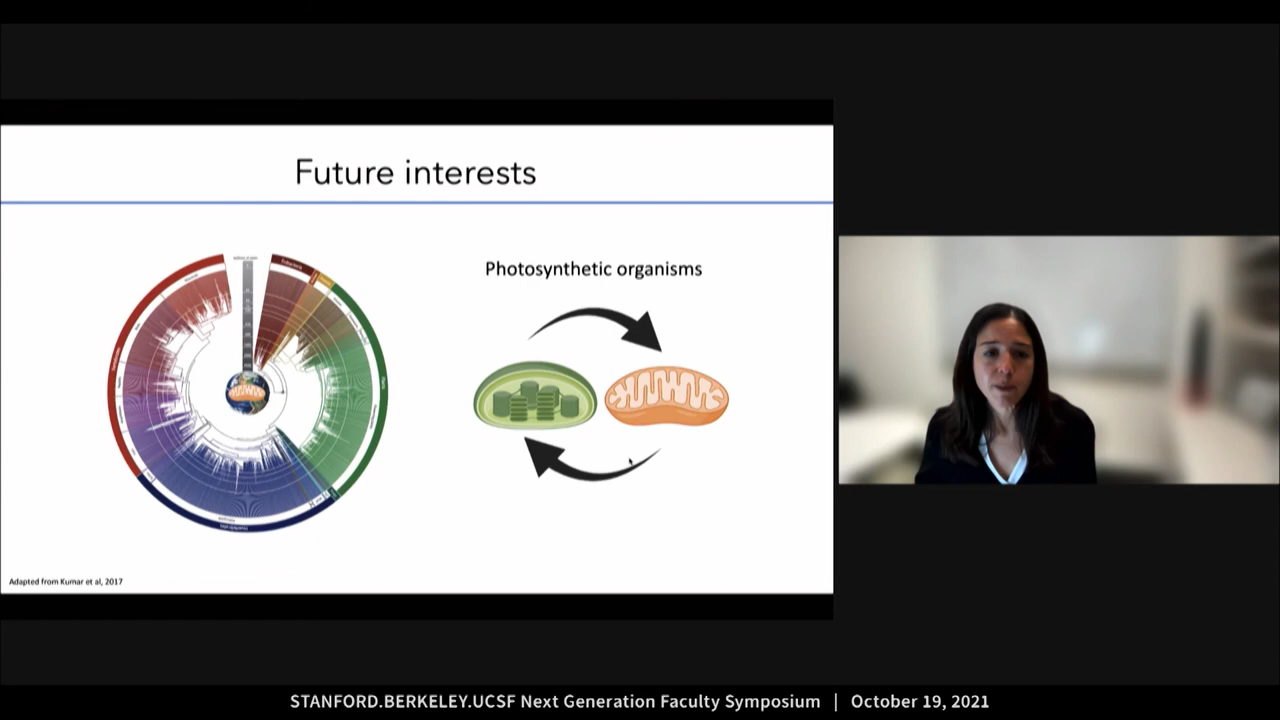 Future interests
Photosynthetic organisms
Adapted from Kumar et al, 2017
STANFORD.BERKELEY.UCSF Next Generation Faculty Symposium | October 19, 2021